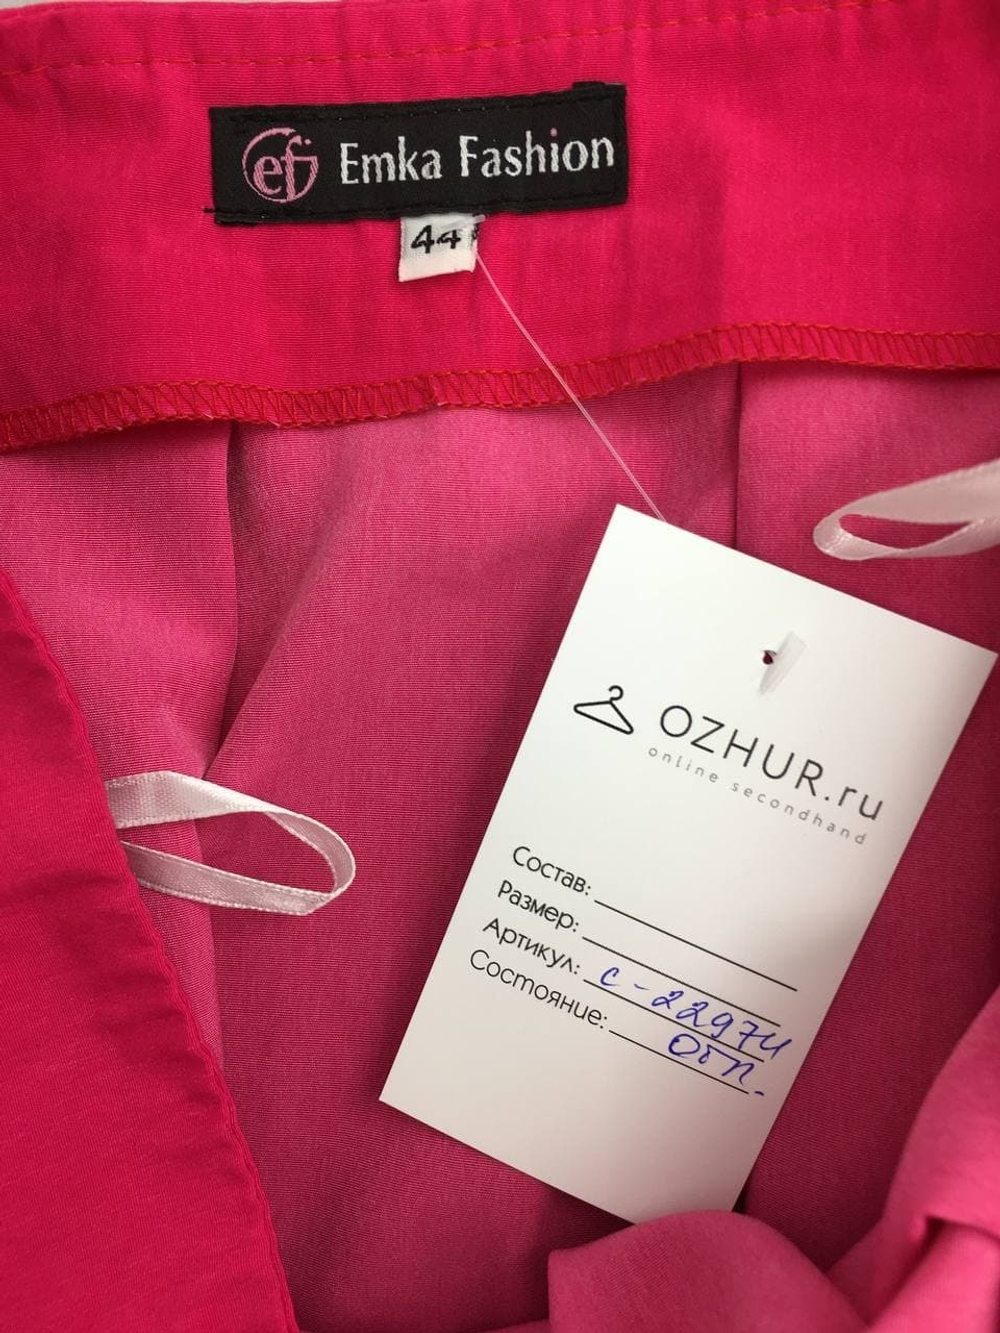 ef Emka Fashion
44
OZHUR.ru
online secondhand
Состав:
Размер:
Артикул: С-22974
Состояние: ОТЛ.